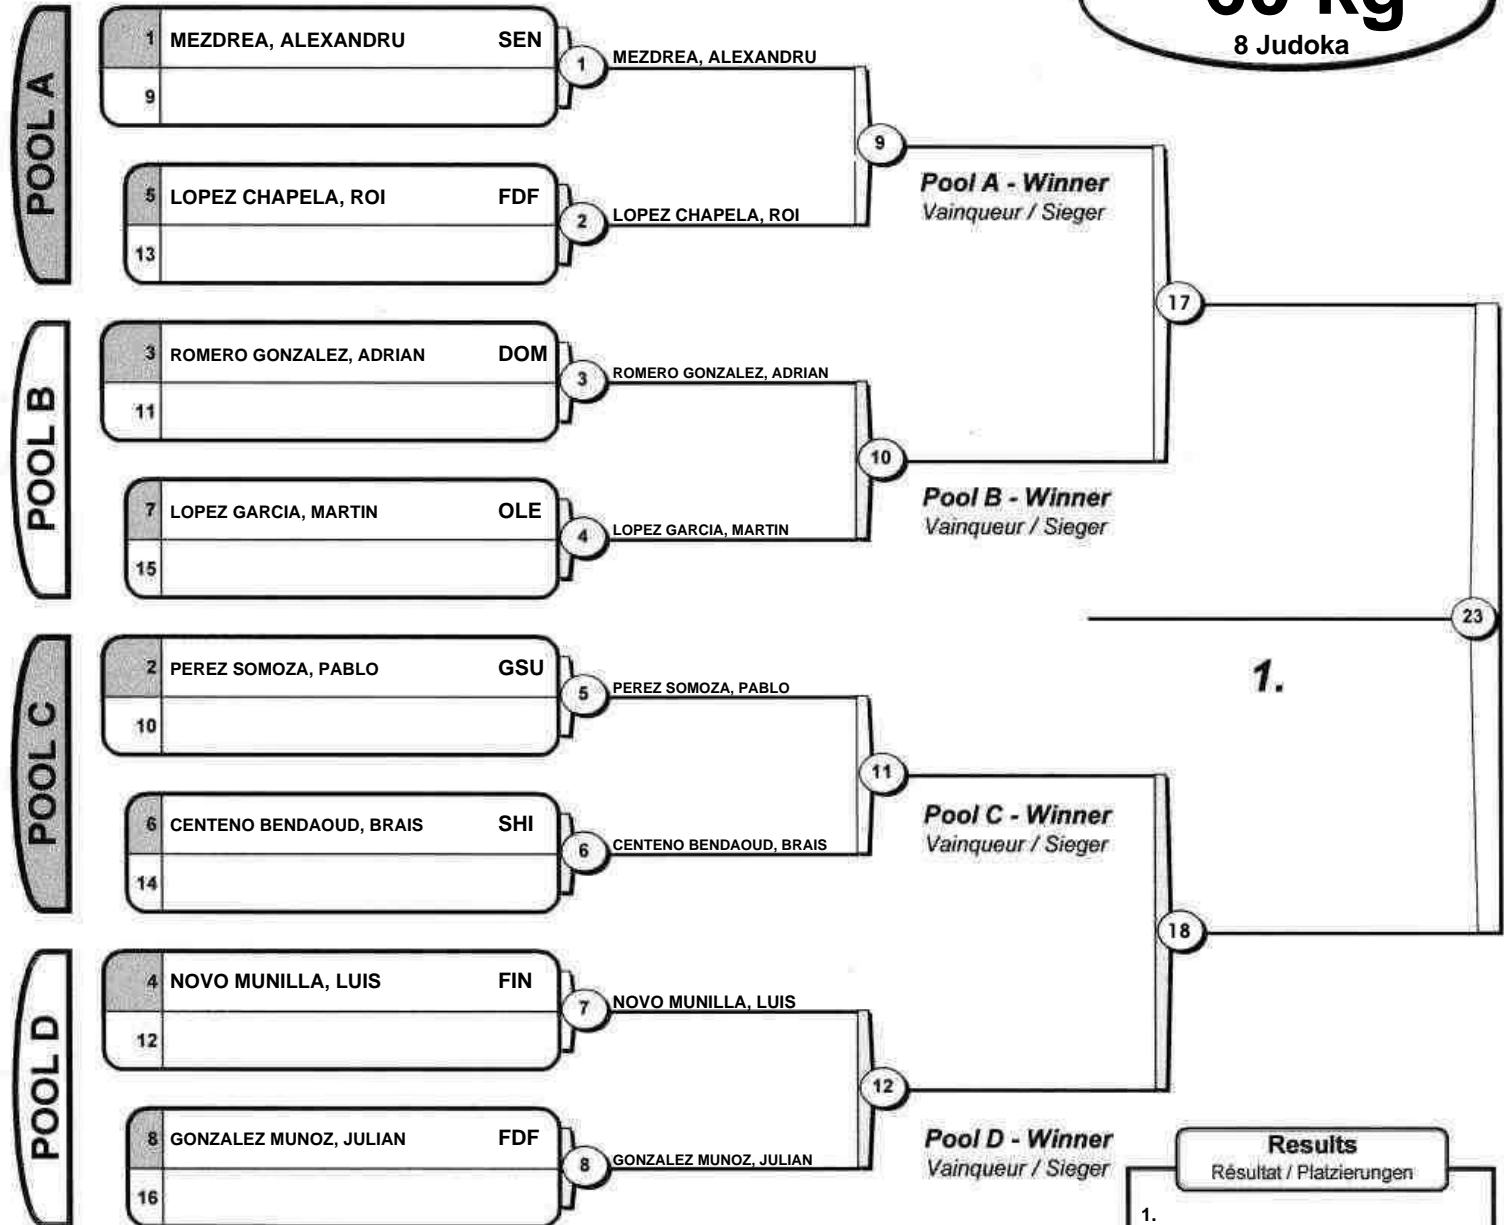 60 kg
8 Judoka
POOL A
1 MEZDREA, ALEXANDRU SEN
9
1 MEZDREA, ALEXANDRU
5 LOPEZ CHAPELA, ROI FDF
13
2 LOPEZ CHAPELA, ROI
9
Pool A - Winner
Vainqueur / Sieger
17
POOL B
3 ROMERO GONZALEZ, ADRIAN DOM
11
3 ROMERO GONZALEZ, ADRIAN
7 LOPEZ GARCIA, MARTIN OLE
15
4 LOPEZ GARCIA, MARTIN
10
Pool B - Winner
Vainqueur / Sieger
23
1.
POOL C
2 PEREZ SOMOZA, PABLO GSU
10
5 PEREZ SOMOZA, PABLO
6 CENTENO BENDAOUD, BRAIS SHI
14
6 CENTENO BENDAOUD, BRAIS
11
Pool C - Winner
Vainqueur / Sieger
18
POOL D
4 NOVO MUNILLA, LUIS FIN
12
7 NOVO MUNILLA, LUIS
8 GONZALEZ MUNOZ, JULIAN FDF
16
8 GONZALEZ MUNOZ, JULIAN
12
Pool D - Winner
Vainqueur / Sieger
Results
Résultat / Platzierungen
1.